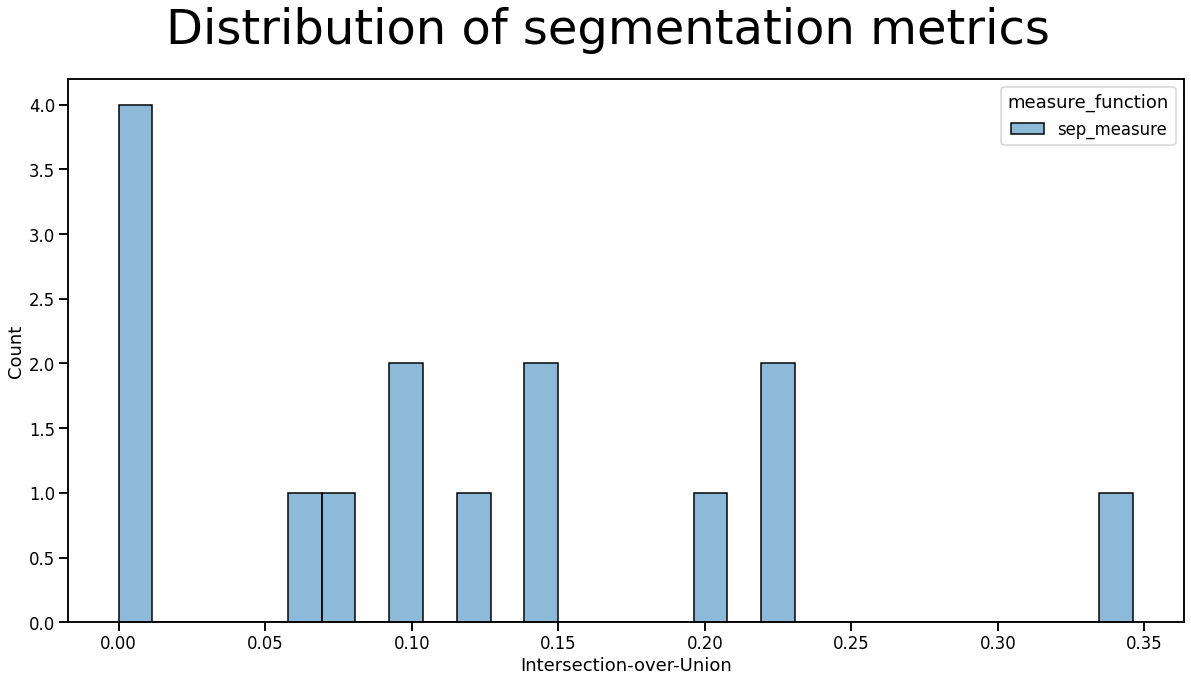 Distribution of segmentation metrics
measure_function
sep_measure
4.0
3.5
3.0
2.5
2.0
1.5
1.0
0.5
0.0
Count
0.00 0.05 0.10 0.15 0.20 0.25 0.30 0.35
Intersection-over-Union